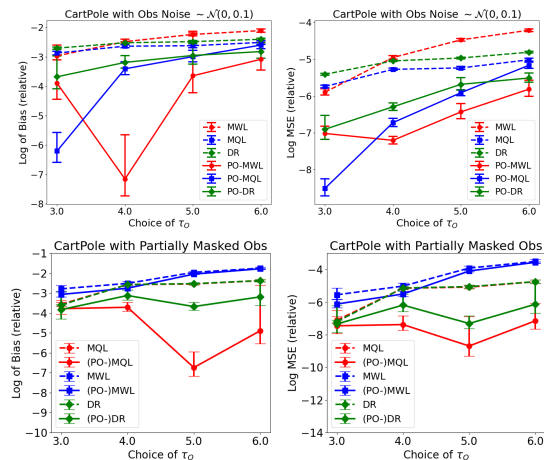 CartPole with Obs Noise ∼ 𝒩(0, 0.1)
Log of Bias (relative)
−2
−3
−4
−5
−6
−7
−8
MWL
MQL
DR
PO-MWL
PO-MQL
PO-DR
3.0 4.0 5.0 6.0
Choice of τ_O
CartPole with Obs Noise ∼ 𝒩(0, 0.1)
Log MSE (relative)
−4
−5
−6
−7
−8
MWL
MQL
DR
PO-MWL
PO-MQL
PO-DR
3.0 4.0 5.0 6.0
Choice of τ_O
CartPole with Partially Masked Obs
Log of Bias (relative)
−1
−2
−3
−4
−5
−6
−7
−8
−9
−10
MQL
(PO-)MQL
MWL
(PO-)MWL
DR
(PO-)DR
3.0 4.0 5.0 6.0
Choice of τ_O
CartPole with Partially Masked Obs
Log MSE (relative)
−4
−6
−8
−10
−12
−14
MQL
(PO-)MQL
MWL
(PO-)MWL
DR
(PO-)DR
3.0 4.0 5.0 6.0
Choice of τ_O